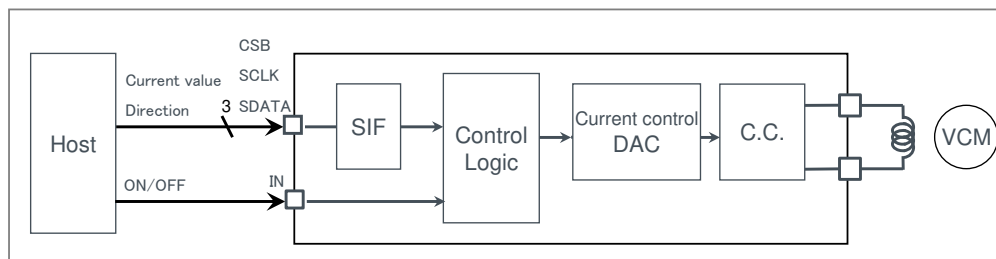 CSB
Current value
SCLK
Direction
3
SDATA
Host
SIF
Control
Logic
Current control
DAC
C.C.
VCM
ON/OFF
IN